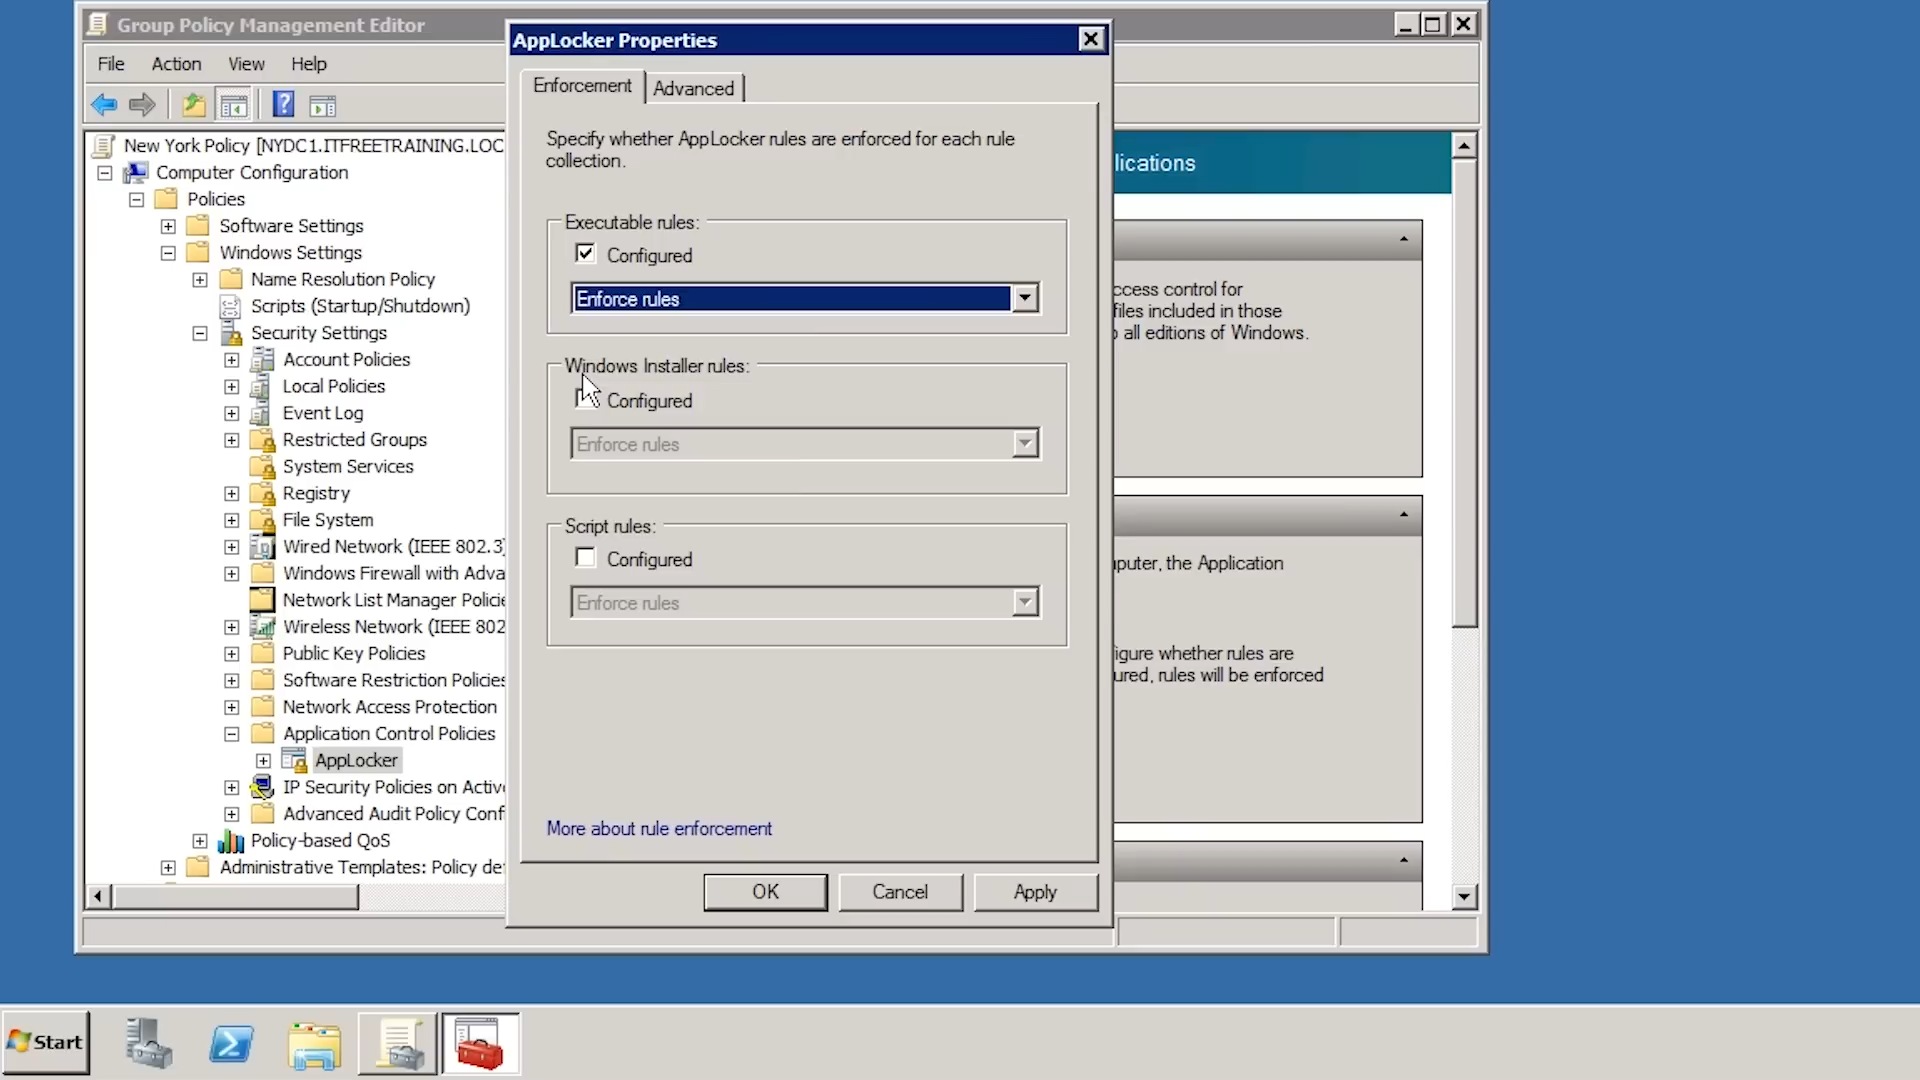 Group Policy Management Editor
File Action View Help
New York Policy [NYDC1.ITFREETRAINING.LOC
Computer Configuration
Policies
Software Settings
Windows Settings
Name Resolution Policy
Scripts (Startup/Shutdown)
Security Settings
Account Policies
Local Policies
Event Log
Restricted Groups
System Services
Registry
File System
Wired Network (IEEE 802.3)
Windows Firewall with Adva
Network List Manager Policie
Wireless Network (IEEE 802
Public Key Policies
Software Restriction Policies
Network Access Protection
Application Control Policies
AppLocker
IP Security Policies on Active
Advanced Audit Policy Conf
Policy-based QoS
Administrative Templates: Policy de
AppLocker Properties
Enforcement Advanced
Specify whether AppLocker rules are enforced for each rule
collection.
Executable rules:
Configured
Enforce rules
Windows Installer rules:
Configured
Enforce rules
Script rules:
Configured
Enforce rules
More about rule enforcement
OK Cancel Apply
lications
ccess control for
files included in those
all editions of Windows.
puter, the Application
igure whether rules are
ured, rules will be enforced
Start